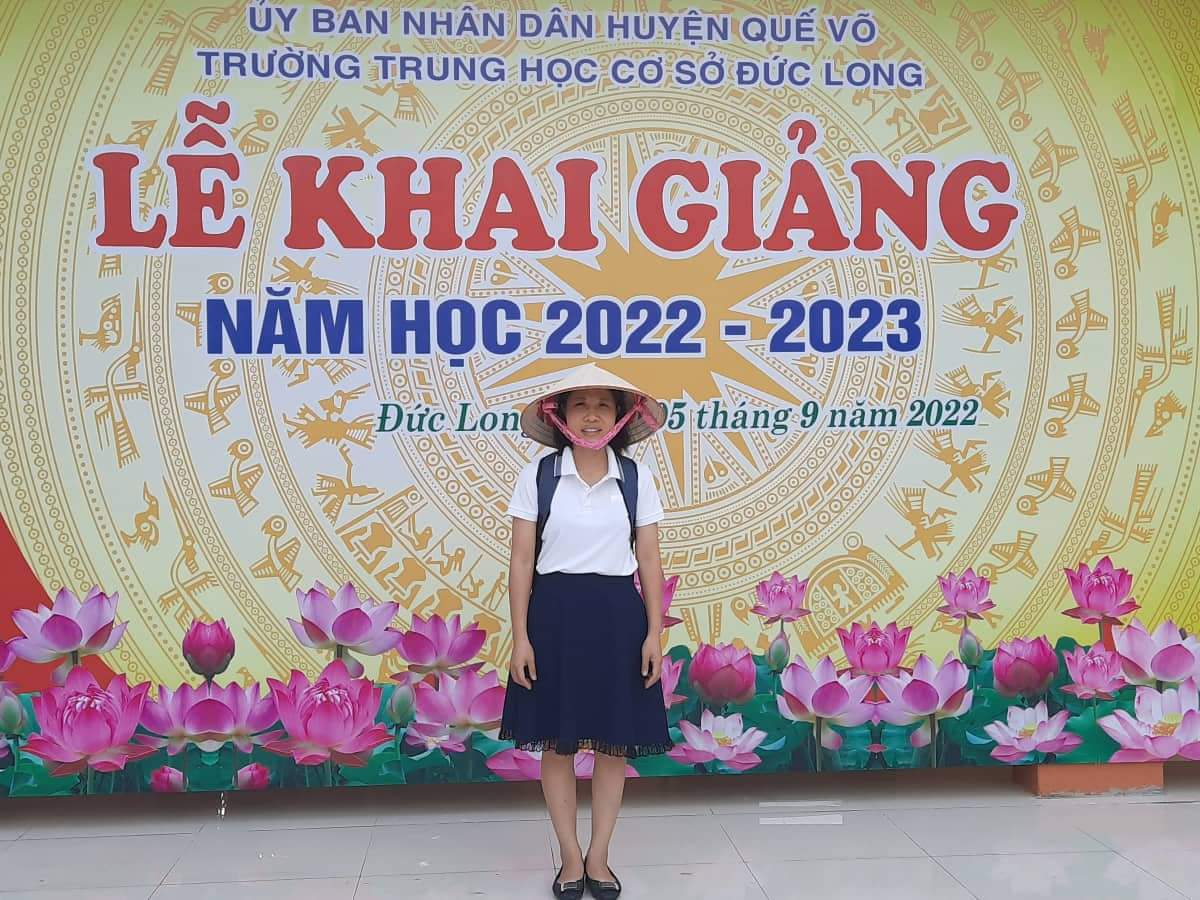 ỦY BAN NHÂN DÂN HUYỆN QUẾ VÕ
TRƯỜNG TRUNG HỌC CƠ SỞ ĐỨC LONG
LỄ KHAI GIẢNG
NĂM HỌC 2022 - 2023
Đức Long, 05 tháng 9 năm 2022